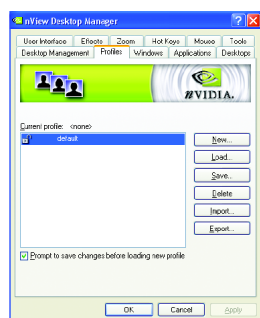 nView Desktop Manager
User Interface Effects Zoom Hot Keys Mouse Tools
Desktop Management Profiles Windows Applications Desktops
nVIDIA.
Current profile: <none>
default
New...
Load...
Save...
Delete
Import...
Export...
Prompt to save changes before loading new profile
OK Cancel Apply